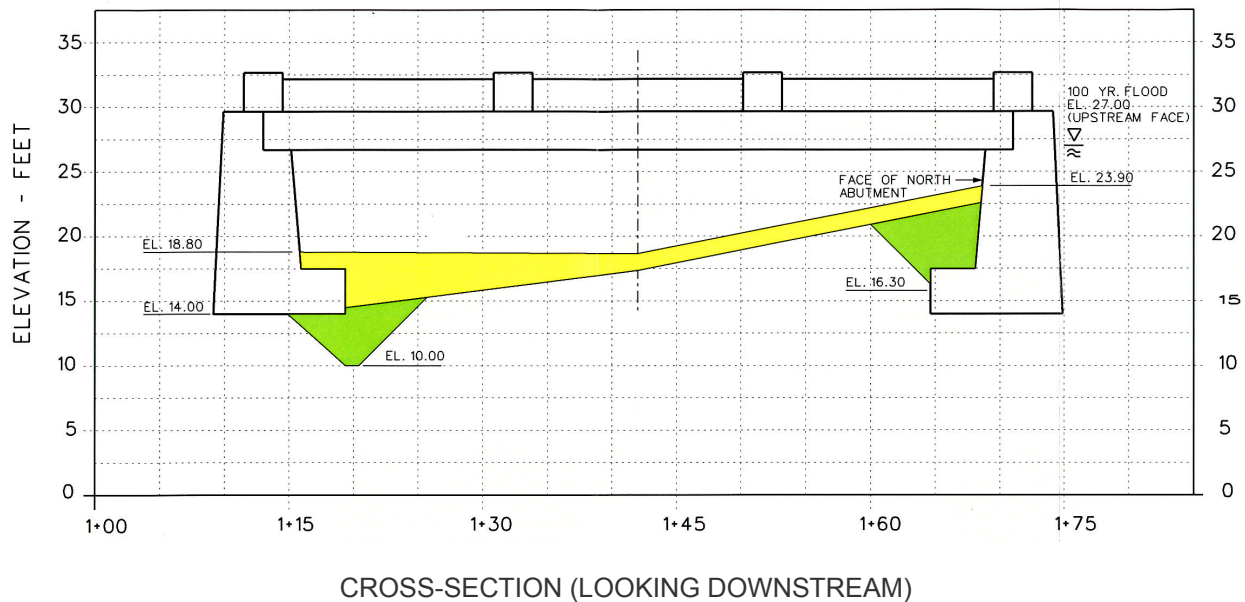 ELEVATION - FEET
35
30
25
20
15
10
5
0
35
30
25
20
15
10
5
0
100 YR. FLOOD
EL. 27.00
(UPSTREAM FACE)
FACE OF NORTH
ABUTMENT
EL. 23.90
EL. 18.80
EL. 16.30
EL. 14.00
EL. 10.00
1+00
1+15
1+30
1+45
1+60
1+75
CROSS-SECTION (LOOKING DOWNSTREAM)